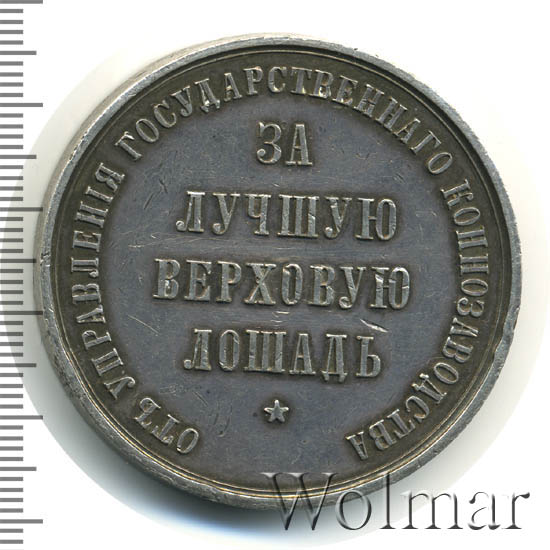 ОТЪ УПРАВЛЕНІЯ ГОСУДАРСТВЕННАГО КОННОЗАВОДСТВА
ЗА
ЛУЧШУЮ
ВЕРХОВУЮ
ЛОШАДЬ
Wolmar